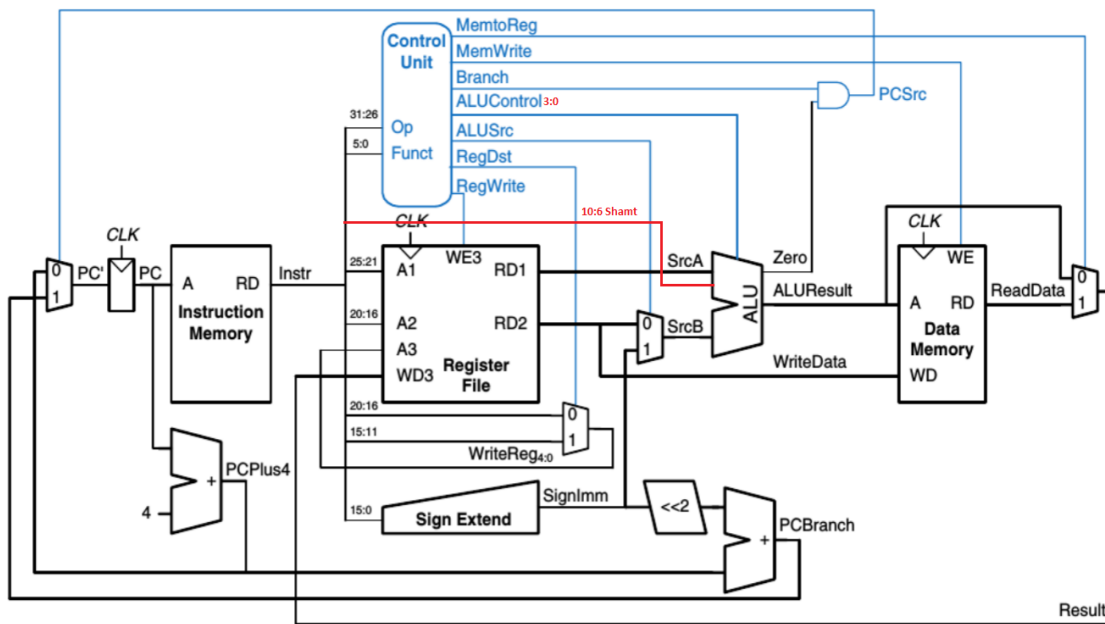 MemtoReg
Control
Unit
MemWrite
Branch
PCSrc
ALUControl3:0
31:26
Op
ALUSrc
5:0
Funct
RegDst
RegWrite
10:6 Shamt
CLK
CLK
CLK
0
1
PC'
PC
A
RD
Instruction
Memory
Instr
25:21
A1
WE3
RD1
SrcA
Zero
WE
20:16
A2
RD2
0
1
SrcB
ALU
ALUResult
A
RD
ReadData
0
1
A3
WD3
Register
File
WriteData
Data
Memory
WD
20:16
0
15:11
1
WriteReg4:0
PCPlus4
+
4
15:0
Sign Extend
SignImm
<<2
+
PCBranch
Result